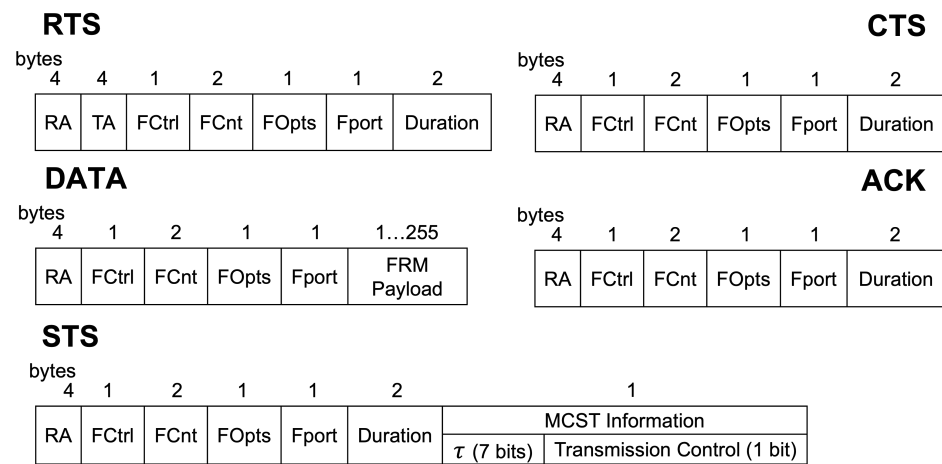 RTS
bytes
4 4 1 2 1 1 2
RA TA FCtrl FCnt FOpts Fport Duration
CTS
bytes
4 1 2 1 1 2
RA FCtrl FCnt FOpts Fport Duration
DATA
bytes
4 1 2 1 1 1...255
RA FCtrl FCnt FOpts Fport FRM
Payload
ACK
bytes
4 1 2 1 1 2
RA FCtrl FCnt FOpts Fport Duration
STS
bytes
4 1 2 1 1 2 1
RA FCtrl FCnt FOpts Fport Duration MCST Information
τ (7 bits) Transmission Control (1 bit)